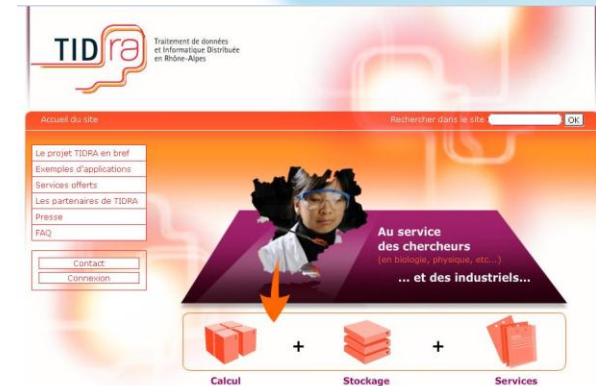 TIDra
Traitement de données
et Informatique Distribuée
en Rhône-Alpes
Accueil du site
Rechercher dans le site
OK
Le projet TIDRA en bref
Exemples d'applications
Services offerts
Les partenaires de TIDRA
Presse
FAQ
Contact
Connexion
Au service
des chercheurs
(en biologie, physique, etc...)
... et des industriels...
+
+
Calcul
Stockage
Services